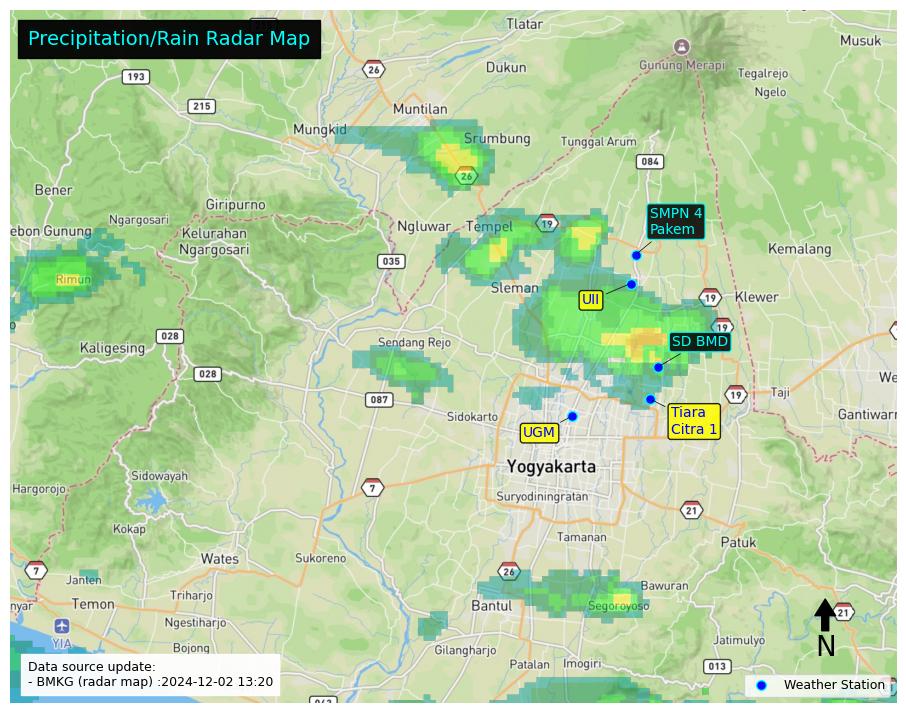 Precipitation/Rain Radar Map
Tlatar
Musuk
26
Dukun
Gunung Merapi
Tegalrejo
193
Ngelo
215
Muntilan
Mungkid
Srumbung
Tunggal Arum
084
26
Bener
Giripurno
SMPN 4
Pakem
Ngargosari
Ngluwar
Tempel
19
ebon Gunung
Kelurahan
Ngargosari
Kemalang
035
Rimun
Sleman
UII
19
Klewer
19
028
Kaligesing
Sendang Rejo
SD BMD
028
We
087
19
Taji
Sidokarto
Tiara
Citra 1
Gantiwarn
UGM
Yogyakarta
Sidowayah
Hargorojo
7
Suryodiningratan
21
Kokap
Tamanan
Patuk
Wates
Sukoreno
7
26
Janten
Bawuran
Triharjo
nyar
Temon
Bantul
Segoroyoso
21
Ngestiharjo
YIA
N
Jatimulyo
Bojong
Gilangharjo
Data source update:
- BMKG (radar map) :2024-12-02 13:20
Patalan
Imogiri
013
Weather Station